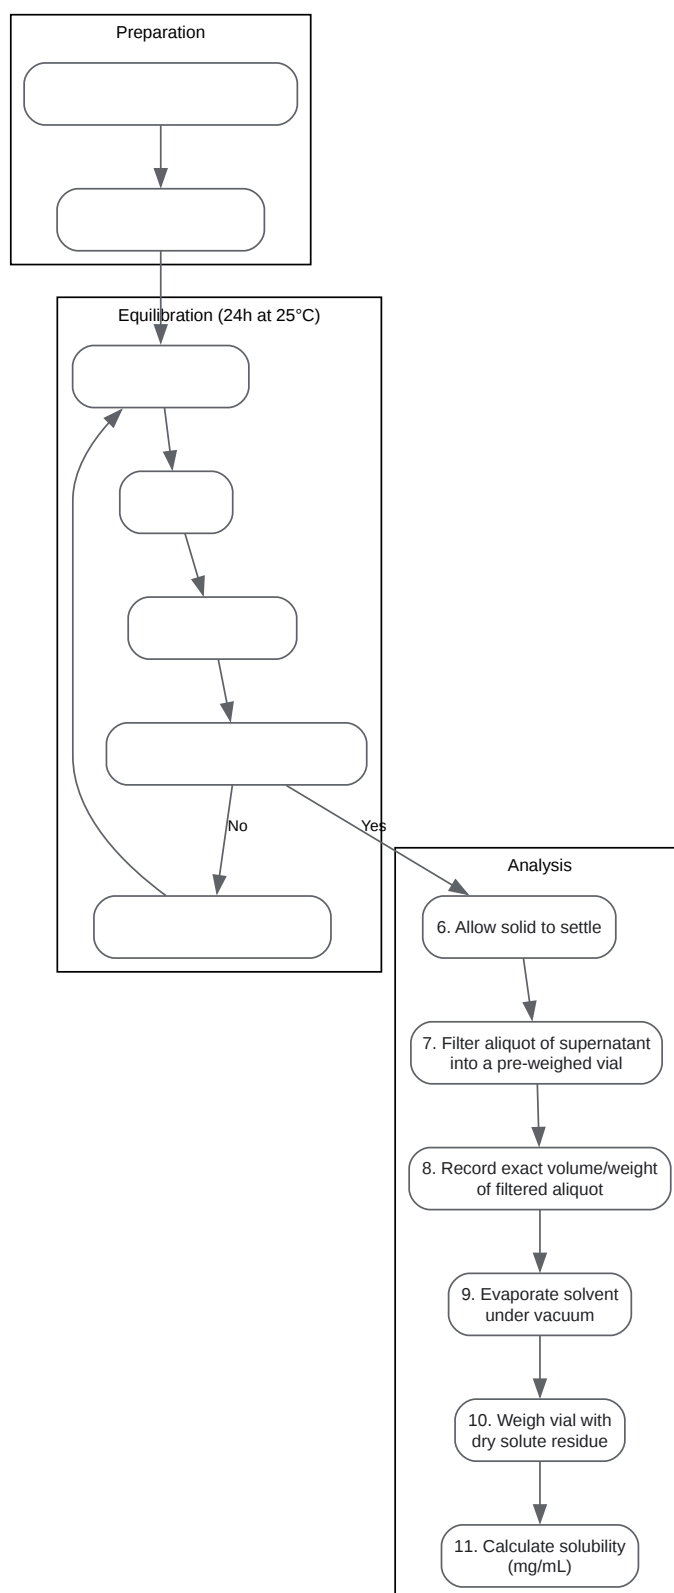 Preparation
Equilibration (24h at 25°C)
No
Yes
Analysis
6. Allow solid to settle
7. Filter aliquot of supernatant
into a pre-weighed vial
8. Record exact volume/weight
of filtered aliquot
9. Evaporate solvent
under vacuum
10. Weigh vial with
dry solute residue
11. Calculate solubility
(mg/mL)